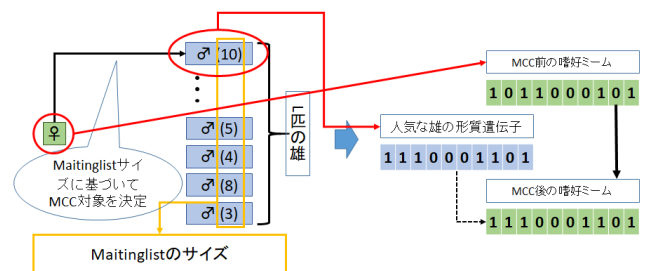 ♂ (10)
♂ (5)
♂ (4)
♂ (8)
♂ (3)
♀
Maitinglistサイ
ズに基づいて
MCC対象を決定
L匹の雄
Maitinglistのサイズ
人気な雄の形質遺伝子
1 1 1 1 0 0 0 1 1 0 1
MCC前の嗜好ミーム
1 0 1 1 0 0 0 1 0 1
MCC後の嗜好ミーム
1 1 1 0 0 0 1 1 0 1